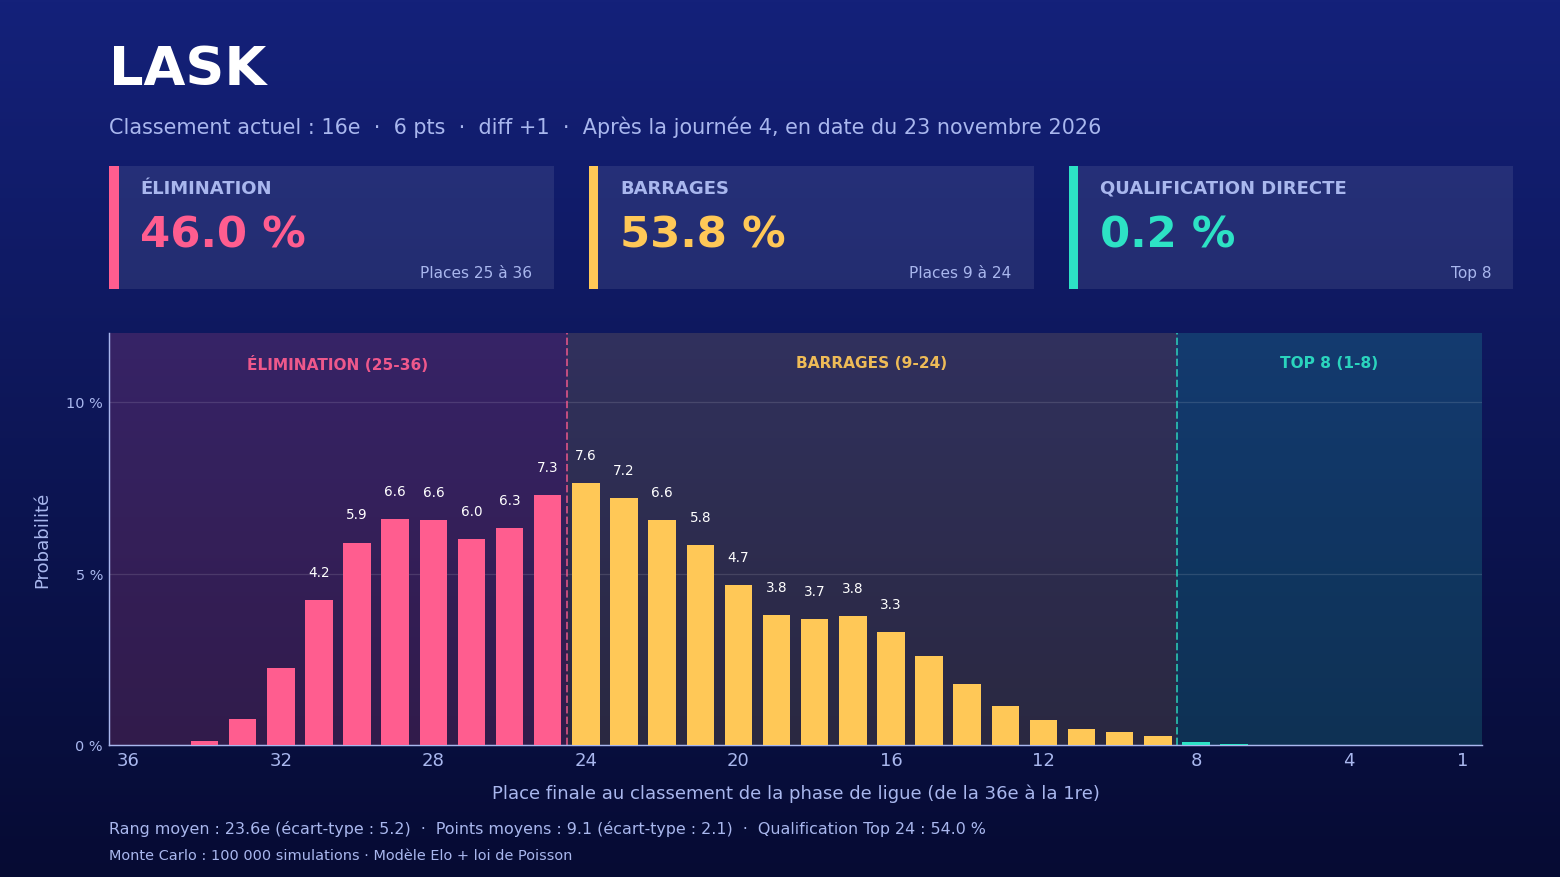 LASK
Classement actuel : 16e · 6 pts · diff +1 · Après la journée 4, en date du 23 novembre 2026
ÉLIMINATION
46.0 %
Places 25 à 36
BARRAGES
53.8 %
Places 9 à 24
QUALIFICATION DIRECTE
0.2 %
Top 8
ÉLIMINATION (25-36)
BARRAGES (9-24)
TOP 8 (1-8)
Probabilité
10 %
5 %
0 %
4.2
5.9
6.6
6.6
6.0
6.3
7.3
7.6
7.2
6.6
5.8
4.7
3.8
3.7
3.8
3.3
36 32 28 24 20 16 12 8 4 1
Place finale au classement de la phase de ligue (de la 36e à la 1re)
Rang moyen : 23.6e (écart-type : 5.2) · Points moyens : 9.1 (écart-type : 2.1) · Qualification Top 24 : 54.0 %
Monte Carlo : 100 000 simulations · Modèle Elo + loi de Poisson